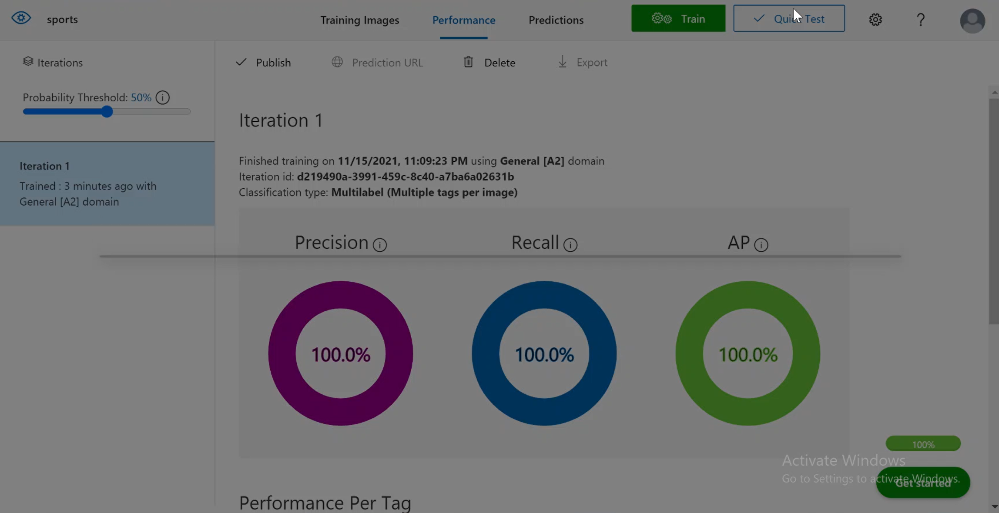 sports
Training Images
Performance
Predictions
Train
Quick Test
?
Iterations
Probability Threshold: 50%
Iteration 1
Trained : 3 minutes ago with
General [A2] domain
Publish
Prediction URL
Delete
Export
Iteration 1
Finished training on 11/15/2021, 11:09:23 PM using General [A2] domain
Iteration id: d219490a-3991-459c-8c40-a7ba6a02631b
Classification type: Multilabel (Multiple tags per image)
Precision
Recall
AP
100.0%
100.0%
100.0%
100%
Activate Windows
Go to Settings to activate Windows.
Get started
Performance Per Tag